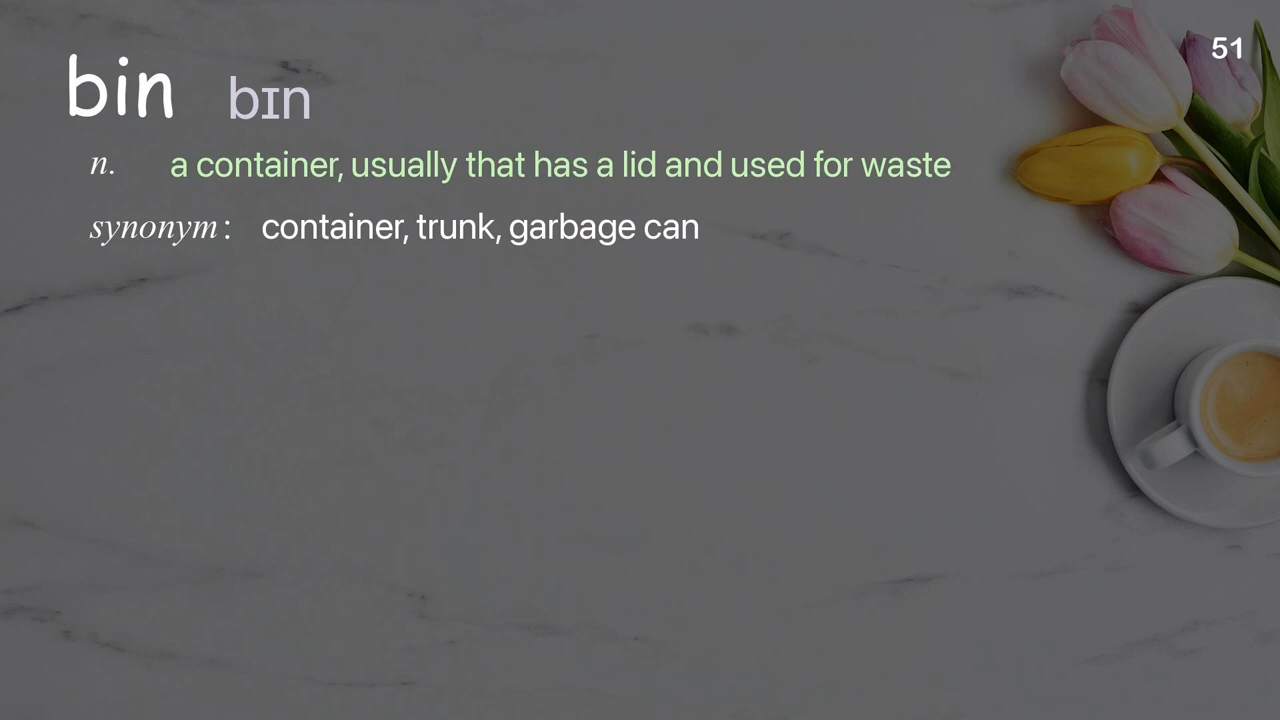 51
bin bɪn
n. a container, usually that has a lid and used for waste
synonym : container, trunk, garbage can